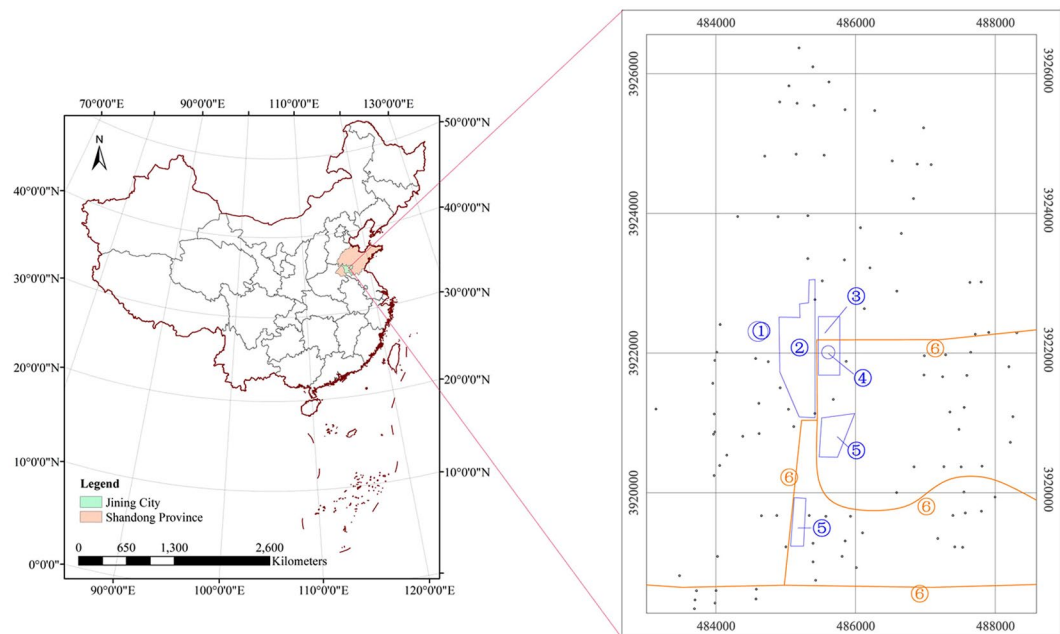 70°0'0"E 90°0'0"E 110°0'0"E 130°0'0"E
50°0'0"N
N
40°0'0"N
40°0'0"N
30°0'0"N
30°0'0"N
20°0'0"N
20°0'0"N
10°0'0"N
10°0'0"N
0°0'0"
Legend
Jining City
Shandong Province
0 650 1,300 2,600
Kilometers
90°0'0"E 100°0'0"E 110°0'0"E 120°0'0"E
484000 486000 488000
3926000 3926000
3924000 3924000
③
① ② ⑥
3922000 3922000
④
⑤
⑥
3920000 3920000
⑥
⑤
⑥
484000 486000 488000